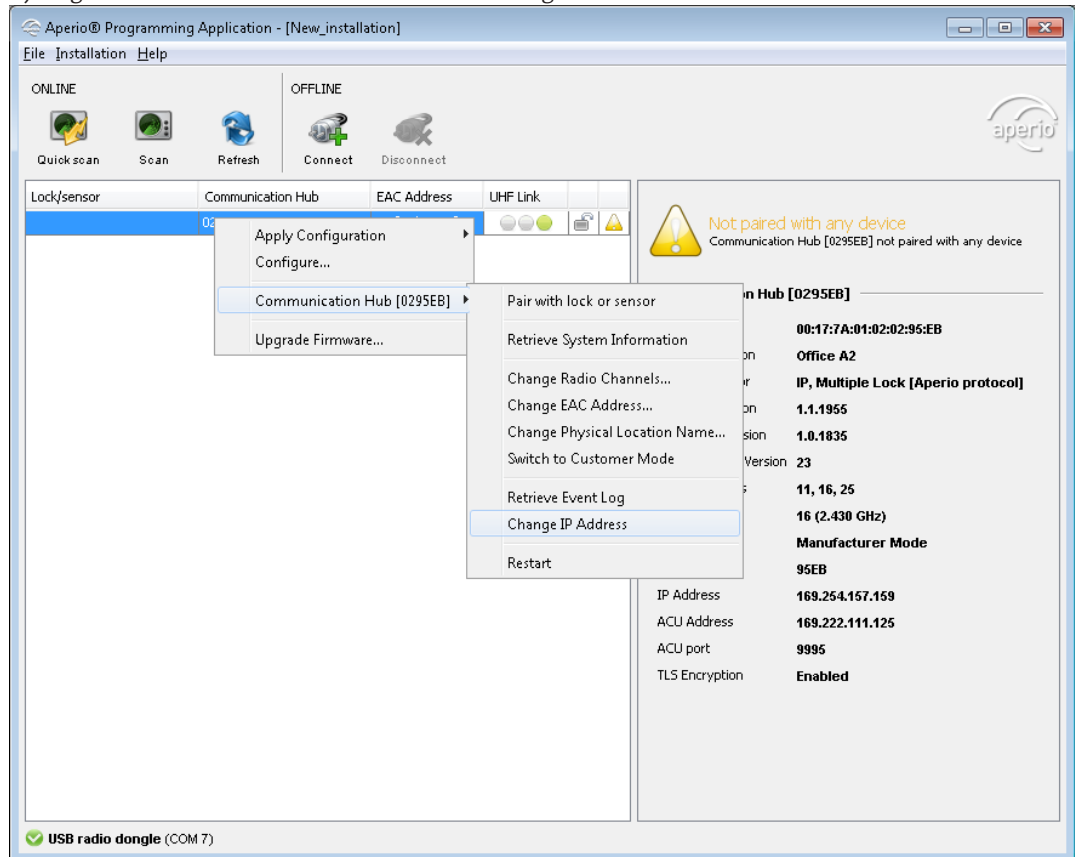 Aperio® Programming Application - [New_installation]
File Installation Help
ONLINE
OFFLINE
Quick scan
Scan
Refresh
Connect
Disconnect
aperio
Lock/sensor
Communication Hub
EAC Address
UHF Link
Apply Configuration
Configure...
Communication Hub [0295EB]
Upgrade Firmware...
Pair with lock or sensor
Retrieve System Information
Change Radio Channels...
Change EAC Address...
Change Physical Location Name...
Switch to Customer Mode
Retrieve Event Log
Change IP Address
Restart
Not paired with any device
Communication Hub [0295EB] not paired with any device
n Hub [0295EB]
00:17:7A:01:02:02:95:EB
on Office A2
r IP, Multiple Lock [Aperio protocol]
on 1.1.1955
sion 1.0.1835
Version 23
s 11, 16, 25
16 (2.430 GHz)
Manufacturer Mode
95EB
IP Address 169.254.157.159
ACU Address 169.222.111.125
ACU port 9995
TLS Encryption Enabled
USB radio dongle (COM 7)